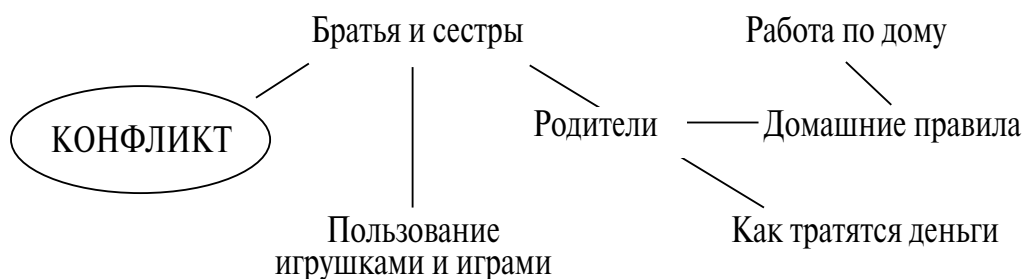 Братья и сестры
Работа по дому
КОНФЛИКТ
Родители
Домашние правила
Пользование
игрушками и играми
Как тратятся деньги